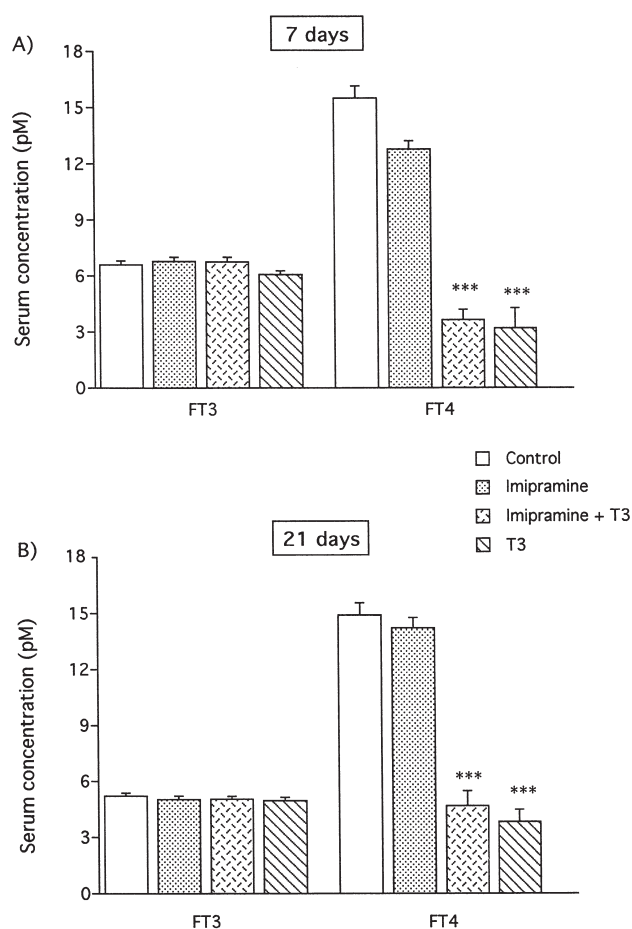 A)
7 days
Serum concentration (pM)
18
15
12
9
6
3
0
***
***
FT3
FT4
Control
Imipramine
Imipramine + T3
T3
B)
21 days
Serum concentration (pM)
18
15
12
9
6
3
0
***
***
FT3
FT4